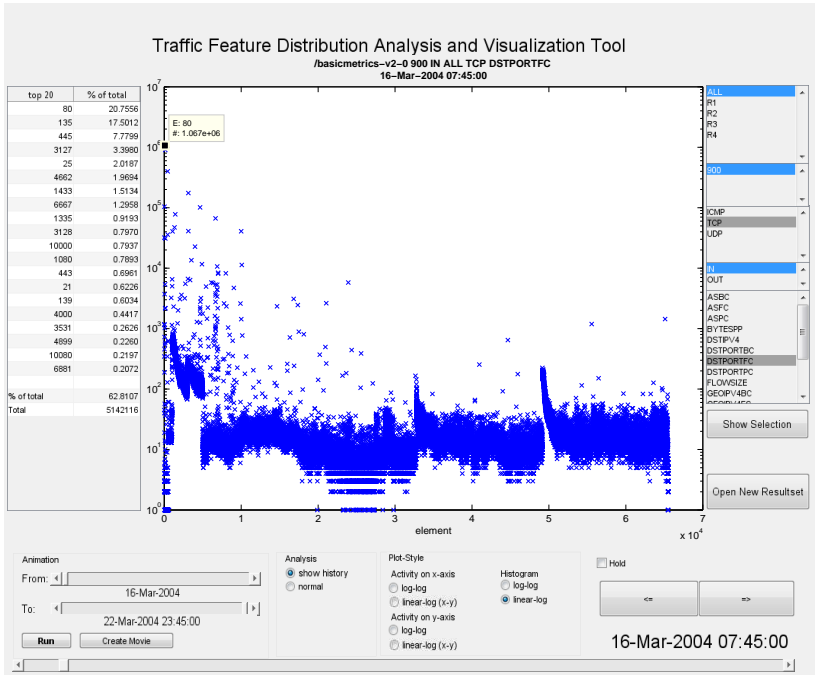 Traffic Feature Distribution Analysis and Visualization Tool
/basicmetrics−v2−0 900 IN ALL TCP DSTPORTFC
16−Mar−2004 07:45:00
top 20 % of total
80 20.7556
135 17.5012
445 7.7799
3127 3.3980
25 2.0187
4662 1.9694
1433 1.5134
6667 1.2958
1335 0.9193
3128 0.7970
10000 0.7937
1080 0.7893
443 0.6961
21 0.6226
139 0.6034
4000 0.4417
3531 0.2626
4899 0.2260
10080 0.2197
6881 0.2072
% of total 62.8107
Total 5142116
10^7
10^6
10^5
10^4
10^3
10^2
10^1
10^0
E: 80
#: 1.067e+06
0 1 2 3 4 5 6 7
element
x 10^4
ALL
R1
R2
R3
R4
900
ICMP
TCP
UDP
IN
OUT
ASBC
ASFC
ASPC
BYTESPP
DSTIPV4
DSTPORTBC
DSTPORTFC
DSTPORTPC
FLOWSIZE
GEOIPV4BC
GEOIPV4FC
Show Selection
Open New Resultset
Animation
From:
16-Mar-2004
To:
22-Mar-2004 23:45:00
Run Create Movie
Analysis
show history
normal
Plot-Style
Activity on x-axis
log-log
linear-log (x-y)
Activity on y-axis
log-log
linear-log (x-y)
Histogram
log-log
linear-log
Hold
<= =>
16-Mar-2004 07:45:00